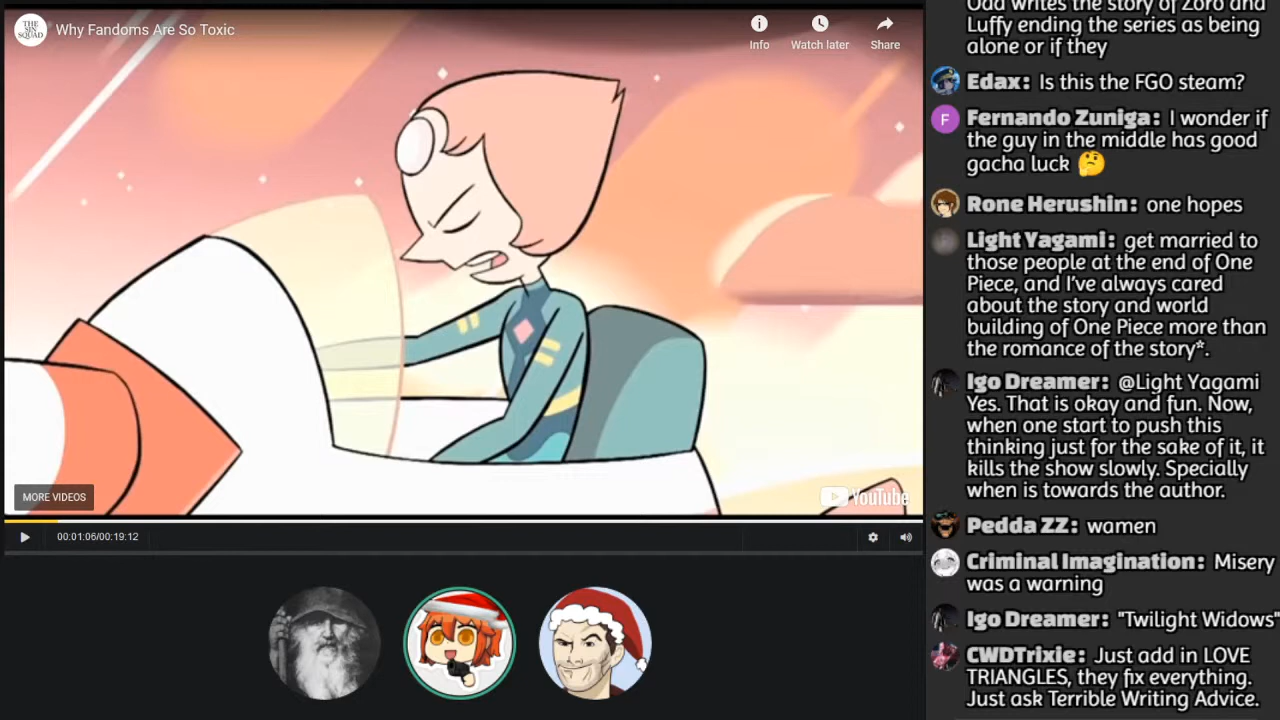 THE
SIN
SQUAD
Why Fandoms Are So Toxic
Info
Watch later
Share
MORE VIDEOS
YouTube
00:01:06/00:19:12
Odd writes the story of Zoro and
Luffy ending the series as being
alone or if they
Edax: Is this the FGO steam?
F
Fernando Zuniga: I wonder if
the guy in the middle has good
gacha luck 🤔
Rone Herushin: one hopes
Light Yagami: get married to
those people at the end of One
Piece, and I've always cared
about the story and world
building of One Piece more than
the romance of the story*.
Igo Dreamer: @Light Yagami
Yes. That is okay and fun. Now,
when one start to push this
thinking just for the sake of it, it
kills the show slowly. Specially
when is towards the author.
Pedda ZZ: wamen
Criminal Imagination: Misery
was a warning
Igo Dreamer: "Twilight Widows"
CWDTrixie: Just add in LOVE
TRIANGLES, they fix everything.
Just ask Terrible Writing Advice.